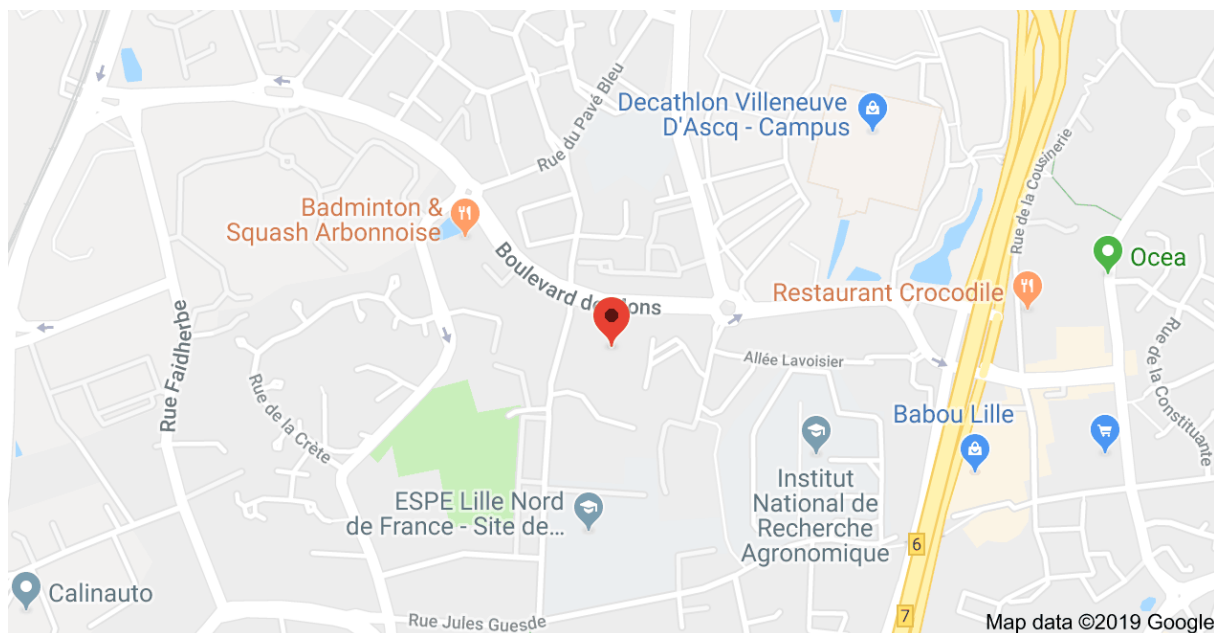 Rue du Pavé Bleu
Decathlon Villeneuve
D'Ascq - Campus
Rue de la Cousinerie
Badminton &
Squash Arbonnoise
Boulevard de
ons
Ocea
Restaurant Crocodile
Rue Faidherbe
Allée Lavoisier
Rue de la Constituante
Rue de la Crète
Babou Lille
ESPE Lille Nord
de France - Site de...
Institut
National de
Recherche
Agronomique
6
Calinauto
Rue Jules Guesde
7
Map data ©2019 Google